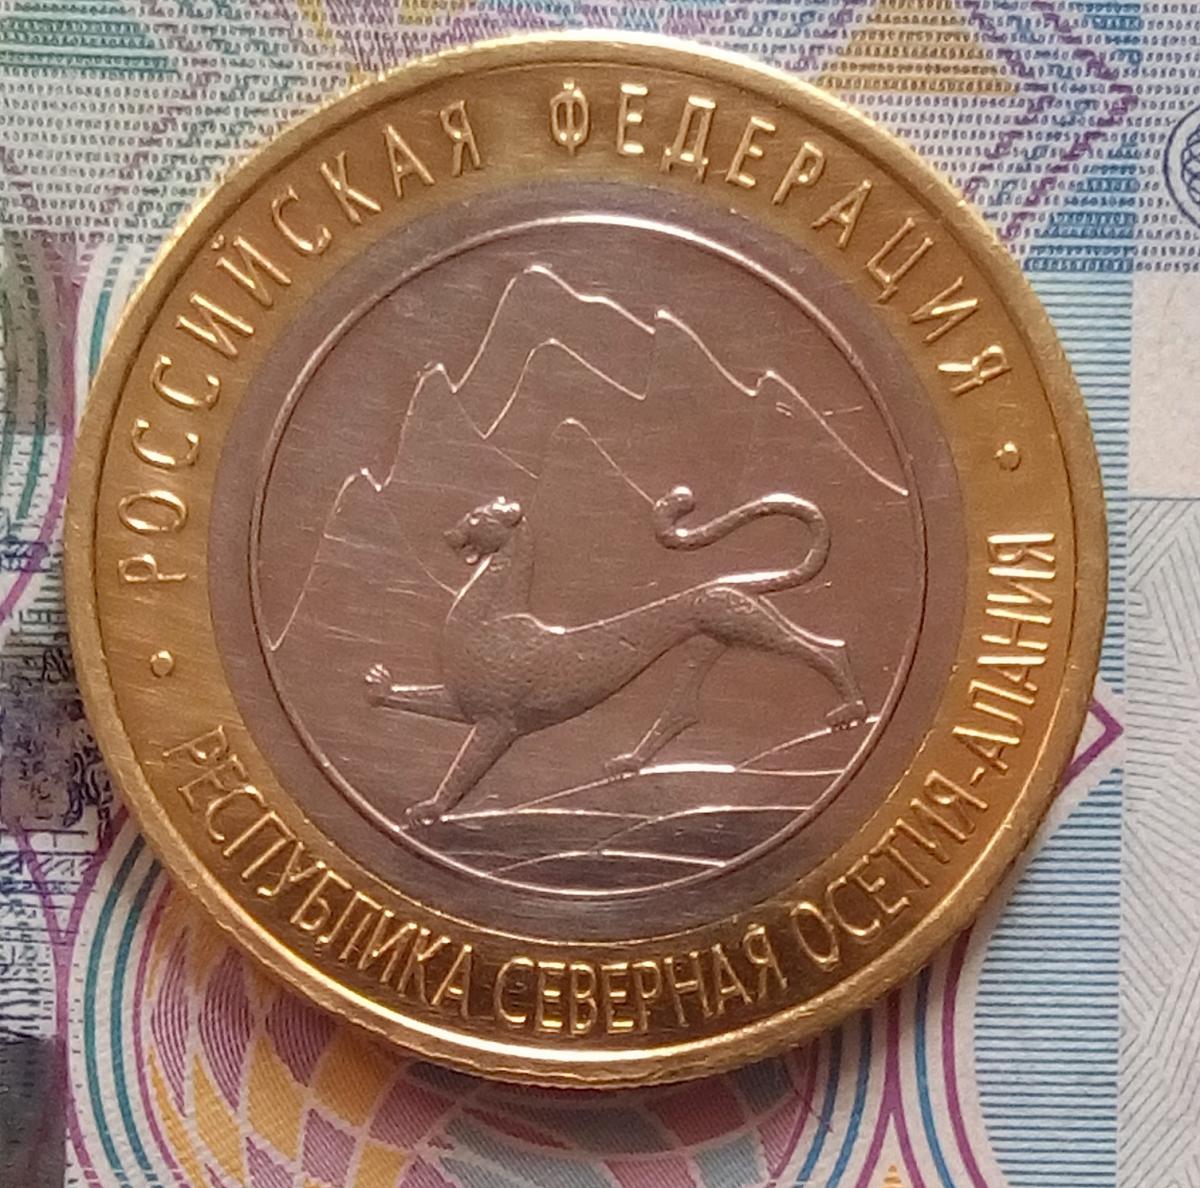 РОССИЙСКАЯ ФЕДЕРАЦИЯ
РЕСПУБЛИКА СЕВЕРНАЯ ОСЕТИЯ-АЛАНИЯ